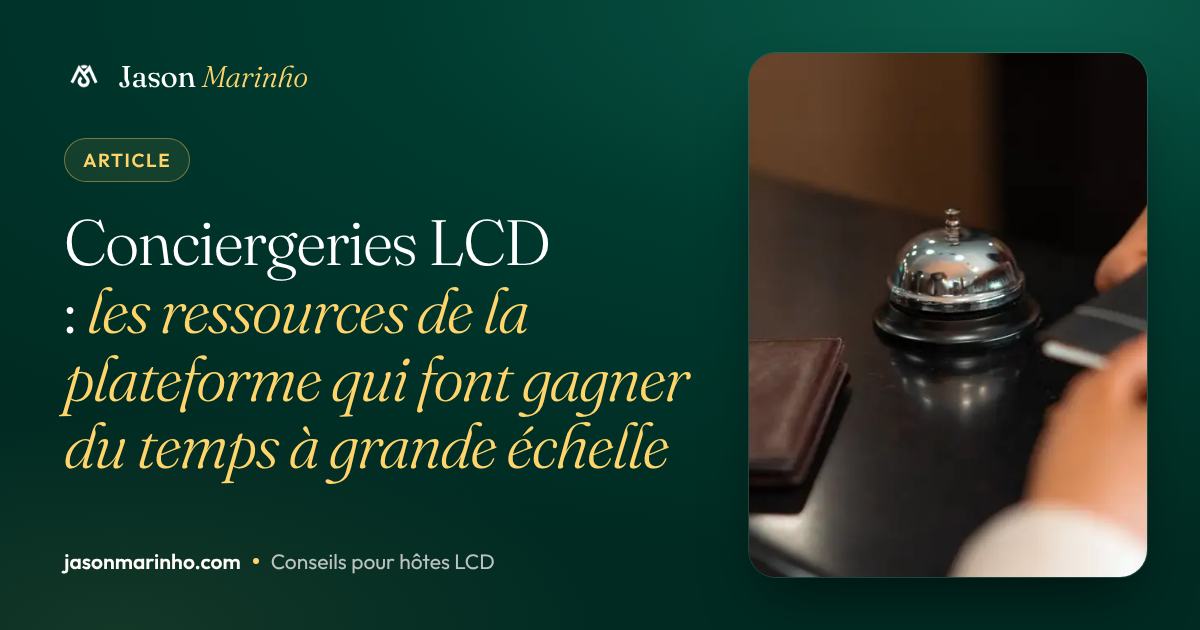 Jason Marinho
ARTICLE
Conciergeries LCD
: les ressources de la
plateforme qui font gagner
du temps à grande échelle
jasonmarinho.com • Conseils pour hôtes LCD